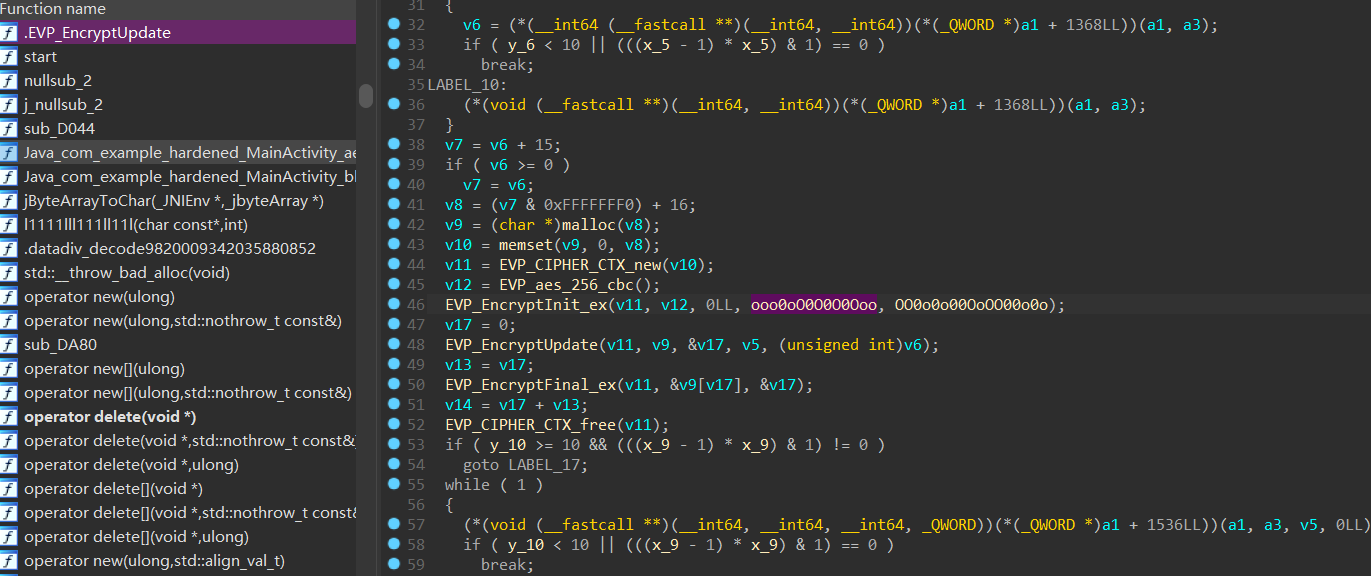 Function name
.EVP_EncryptUpdate
start
nullsub_2
j_nullsub_2
sub_D044
Java_com_example_hardened_MainActivity_ae
Java_com_example_hardened_MainActivity_bl
jByteArrayToChar(_JNIEnv *,_jbyteArray *)
l1111lll111ll11l(char const*,int)
.datadiv_decode9820009342035880852
std::__throw_bad_alloc(void)
operator new(ulong)
operator new(ulong,std::nothrow_t const&)
sub_DA80
operator new[](ulong)
operator new[](ulong,std::nothrow_t const&)
operator delete(void *)
operator delete(void *,std::nothrow_t const&)
operator delete(void *,ulong)
operator delete[](void *)
operator delete[](void *,std::nothrow_t const&
operator delete[](void *,ulong)
operator new(ulong,std::align_val_t)
31 {
32 v6 = (*(__int64 (__fastcall **)(__int64, __int64))(*(_QWORD *)a1 + 1368LL))(a1, a3);
33 if ( y_6 < 10 || (((x_5 - 1) * x_5) & 1) == 0 )
34 break;
35 LABEL_10:
36 (*(void (__fastcall **)(__int64, __int64))(*(_QWORD *)a1 + 1368LL))(a1, a3);
37 }
38 v7 = v6 + 15;
39 if ( v6 >= 0 )
40 v7 = v6;
41 v8 = (v7 & 0xFFFFFFF0) + 16;
42 v9 = (char *)malloc(v8);
43 v10 = memset(v9, 0, v8);
44 v11 = EVP_CIPHER_CTX_new(v10);
45 v12 = EVP_aes_256_cbc();
46 EVP_EncryptInit_ex(v11, v12, 0LL, ooo0oO0O0O0Ooo, OO0o0o00OoOO0o0o);
47 v17 = 0;
48 EVP_EncryptUpdate(v11, v9, &v17, v5, (unsigned int)v6);
49 v13 = v17;
50 EVP_EncryptFinal_ex(v11, &v9[v17], &v17);
51 v14 = v17 + v13;
52 EVP_CIPHER_CTX_free(v11);
53 if ( y_10 >= 10 && (((x_9 - 1) * x_9) & 1) != 0 )
54 goto LABEL_17;
55 while ( 1 )
56 {
57 (*(void (__fastcall **)(__int64, __int64, __int64, _QWORD))(*(_QWORD *)a1 + 1536LL))(a1, a3, v5, 0LL)
58 if ( y_10 < 10 || (((x_9 - 1) * x_9) & 1) == 0 )
59 break;